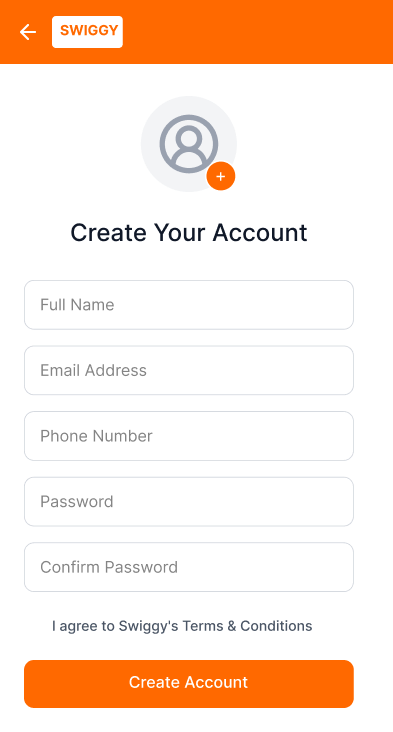 SWIGGY
+
Create Your Account
Full Name
Email Address
Phone Number
Password
Confirm Password
I agree to Swiggy's Terms & Conditions
Create Account